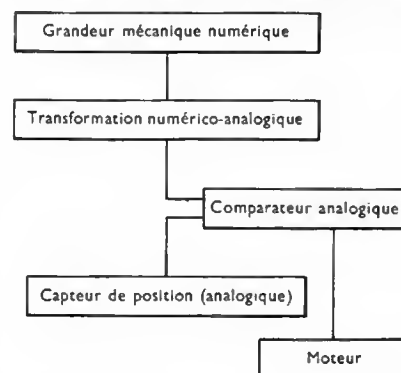 Grandeur mécanique numérique
Transformation numérico-analogique
Comparateur analogique
Capteur de position (analogique)
Moteur